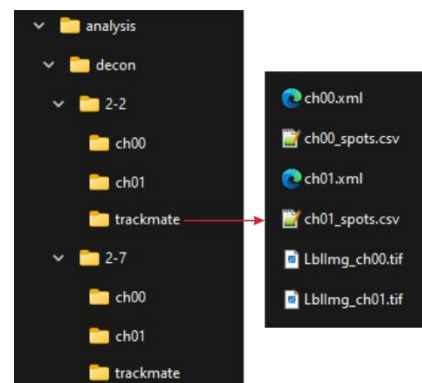 analysis
decon
2-2
ch00
ch01
trackmate
2-7
ch00
ch01
trackmate
ch00.xml
ch00_spots.csv
ch01.xml
ch01_spots.csv
LblImg_ch00.tif
LblImg_ch01.tif